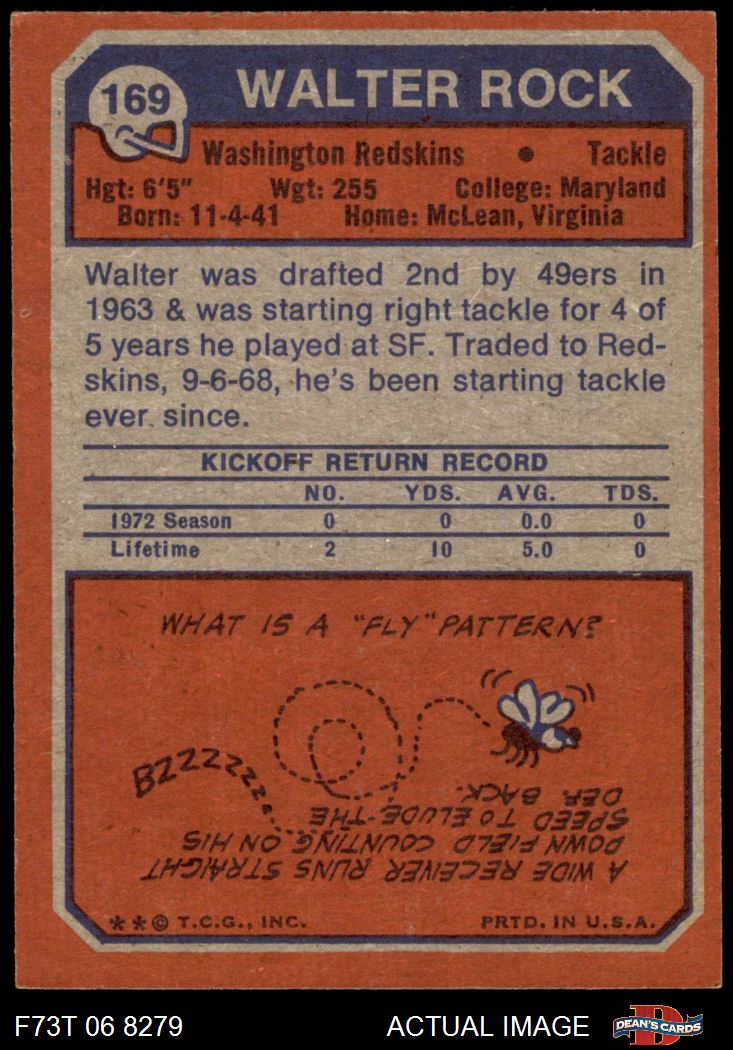 169
WALTER ROCK
Washington Redskins • Tackle
Hgt: 6'5" Wgt: 255 College: Maryland
Born: 11-4-41 Home: McLean, Virginia
Walter was drafted 2nd by 49ers in
1963 & was starting right tackle for 4 of
5 years he played at SF. Traded to Red-
skins, 9-6-68, he's been starting tackle
ever since.
KICKOFF RETURN RECORD
NO. YDS. AVG. TDS.
1972 Season 0 0 0.0 0
Lifetime 2 10 5.0 0
WHAT IS A "FLY" PATTERN?
BZZZZZZZ
A WIDE RECEIVER RUNS STRAIGHT
DOWN FIELD COUNTING ON HIS
SPEED TO ELUDE THE
DEF. BACK.
** © T.C.G., INC. PRTD. IN U.S.A.
F73T 06 8279 ACTUAL IMAGE
D
DEAN'S CARDS